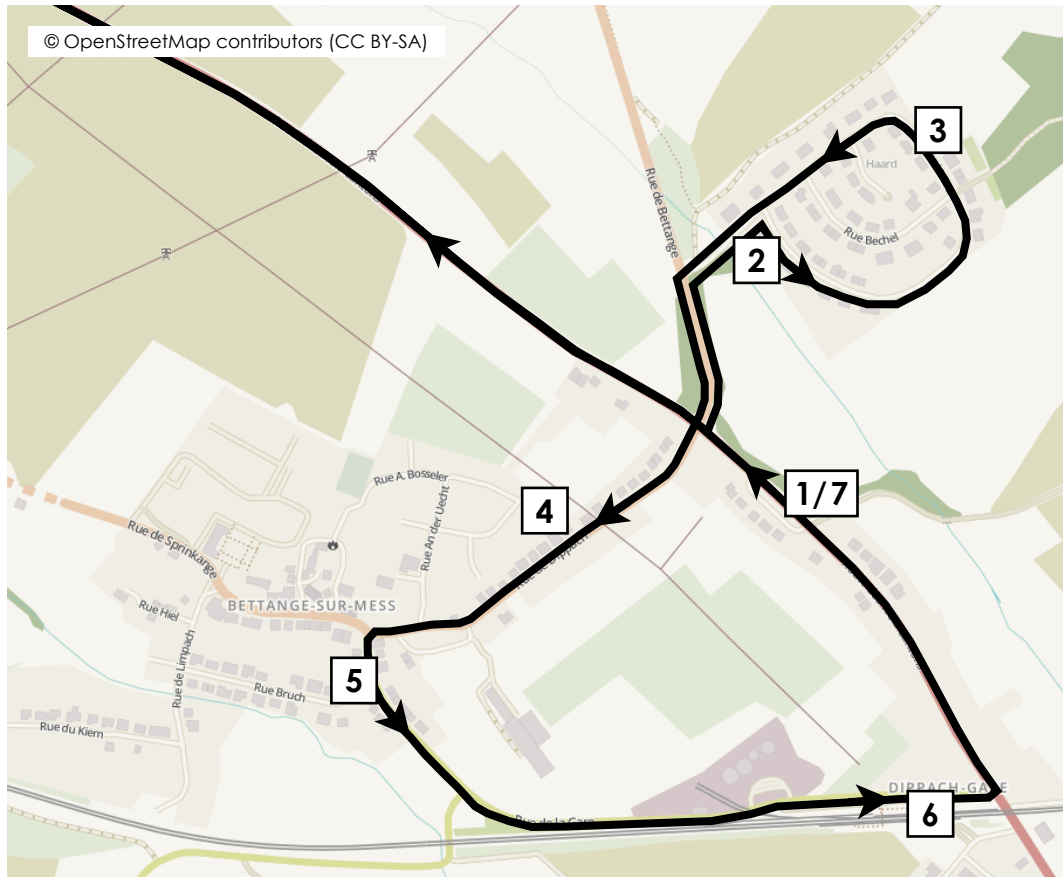 © OpenStreetMap contributors (CC BY-SA)
3
Haard
Rue de Bettange
Rue Bechel
2
Rue A. Bosseler
1/7
4
Rue An der Uecht
Rue de Sprinkange
BETTANGE-SUR-MESS
Rue Hiel
Rue de Limpach
5
Rue Bruch
Rue du Kiem
DIPPACH-GARE
6
Rue de la Gare